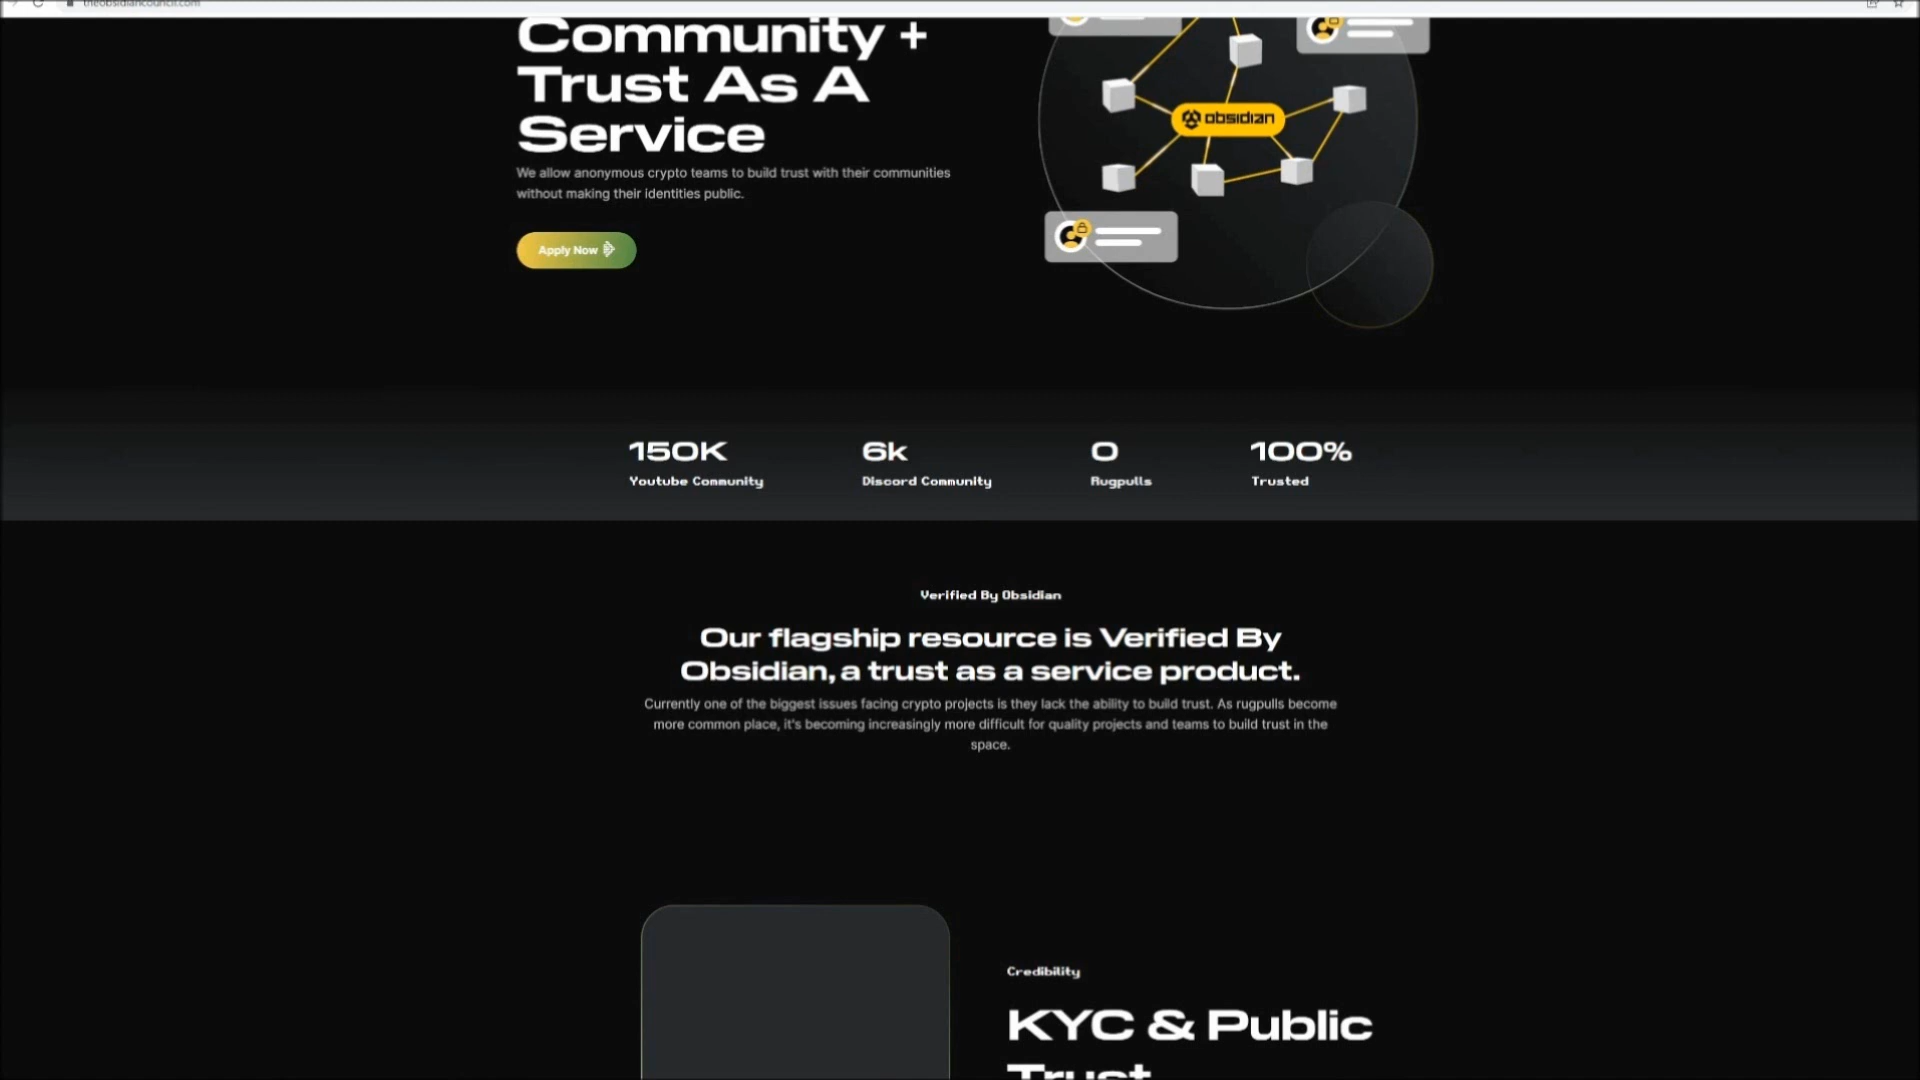 theobsidiancouncil.com
Community +
Trust As A
Service
We allow anonymous crypto teams to build trust with their communities
without making their identities public.
Apply Now
obsidian
150K
Youtube Community
6k
Discord Community
0
Rugpulls
100%
Trusted
Verified By Obsidian
Our flagship resource is Verified By
Obsidian, a trust as a service product.
Currently one of the biggest issues facing crypto projects is they lack the ability to build trust. As rugpulls become
more common place, it's becoming increasingly more difficult for quality projects and teams to build trust in the
space.
Credibility
KYC & Public
Trust